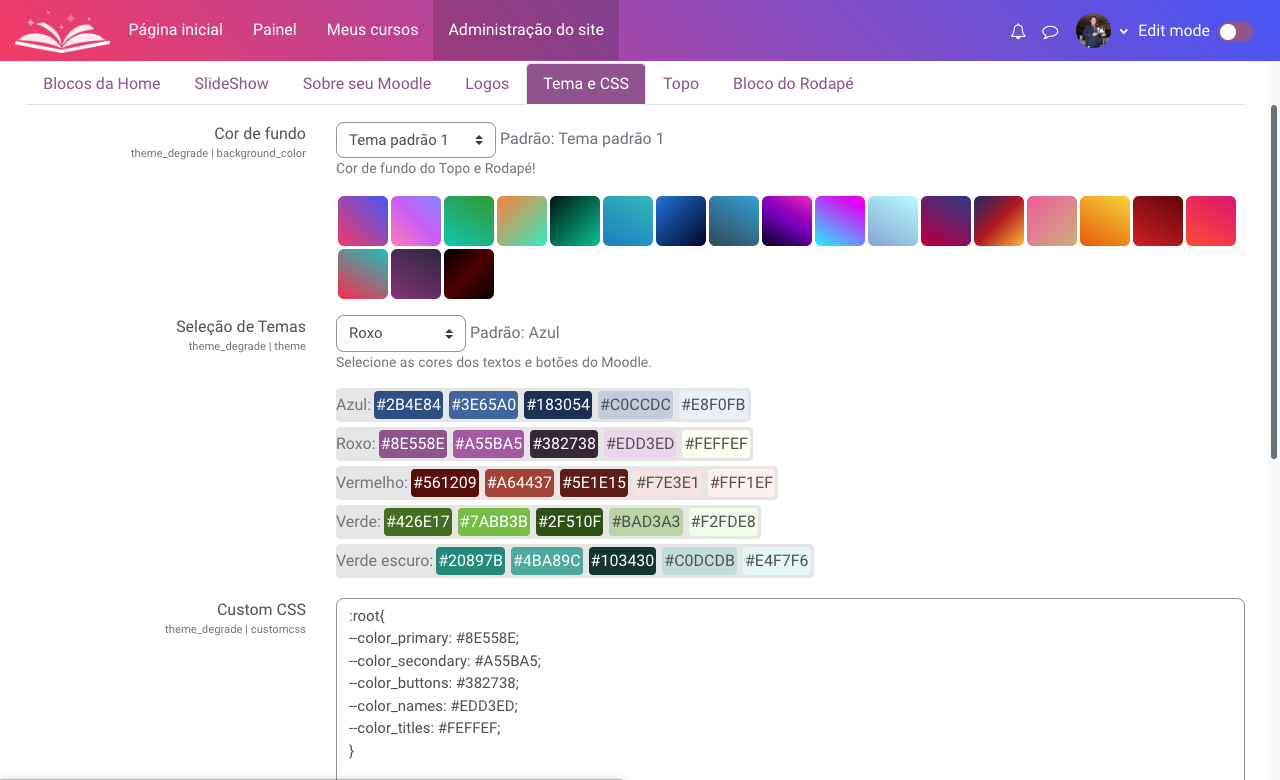 Página inicial Painel Meus cursos Administração do site Edit mode
Blocos da Home SlideShow Sobre seu Moodle Logos Tema e CSS Topo Bloco do Rodapé
Cor de fundo Tema padrão 1 Padrão: Tema padrão 1
theme_degrade | background_color
Cor de fundo do Topo e Rodapé!
Seleção de Temas Roxo Padrão: Azul
theme_degrade | theme
Selecione as cores dos textos e botões do Moodle.
Azul: #2B4E84 #3E65A0 #183054 #C0CCDC #E8F0FB
Roxo: #8E558E #A55BA5 #382738 #EDD3ED #FEFFEF
Vermelho: #561209 #A64437 #5E1E15 #F7E3E1 #FFF1EF
Verde: #426E17 #7ABB3B #2F510F #BAD3A3 #F2FDE8
Verde escuro: #20897B #4BA89C #103430 #C0DCDB #E4F7F6
Custom CSS
theme_degrade | customcss
:root{
--color_primary: #8E558E;
--color_secondary: #A55BA5;
--color_buttons: #382738;
--color_names: #EDD3ED;
--color_titles: #FEFFEF;
}